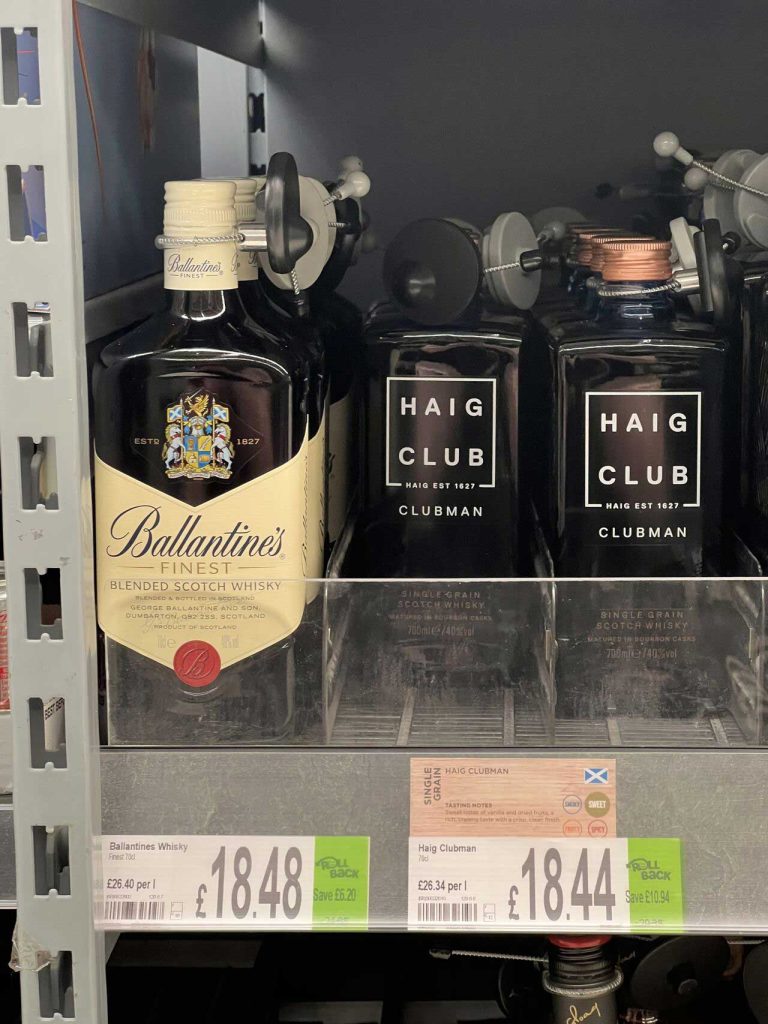 Ballantine's
FINEST
ESTD 1827
Ballantine's
FINEST
BLENDED SCOTCH WHISKY
BLENDED & BOTTLED IN SCOTLAND
GEORGE BALLANTINE AND SON
DUMBARTON, G82 2SS, SCOTLAND
PRODUCT OF SCOTLAND
B
HAIG
CLUB
HAIG EST 1627
CLUBMAN
SINGLE GRAIN
SCOTCH WHISKY
MATURED IN BOURBON CASKS
700ml e / 40%vol
HAIG
CLUB
HAIG EST 1627
CLUBMAN
SINGLE GRAIN
SCOTCH WHISKY
MATURED IN BOURBON CASKS
700ml e / 40%vol
SINGLE GRAIN
HAIG CLUBMAN
TASTING NOTES
SMOKY
SWEET
FRUITY
SPICY
Ballantines Whisky
Finest 70cl
£26.40 per l
£18.48
ROLL BACK
Save £6.20
Haig Clubman
70cl
£26.34 per l
£18.44
ROLL BACK
Save £10.94